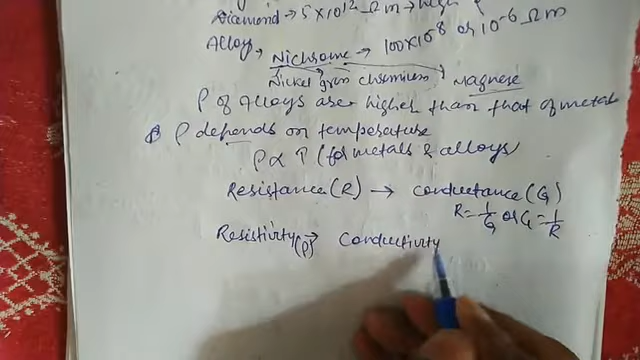 Diamond → 5 × 10¹² Ωm → high ρ
Alloy, Nichrome → 100×10⁻⁸ or 10⁻⁶ Ωm
Nickel Iron chromium Magnese
ρ of Alloys are higher than that of metals
ρ depends on temperature
ρ ∝ T (for metals & alloys)
Resistance (R) → Conductance (G)
R = 1/G or G = 1/R
Resistivity (ρ) → Conductivity